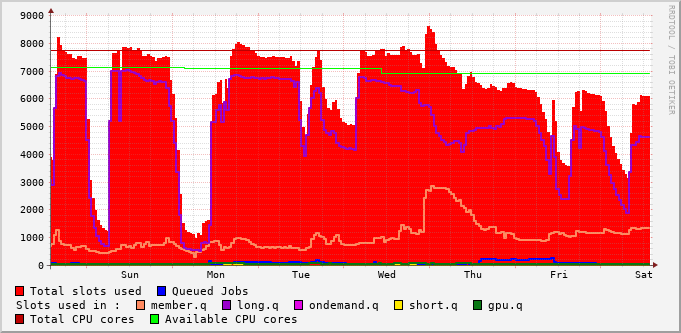 9000
8000
7000
6000
5000
4000
3000
2000
1000
0
Sun Mon Tue Wed Thu Fri Sat
RRDTOOL / TOBI OETIKER
Total slots used Queued Jobs
Slots used in : member.q long.q ondemand.q short.q gpu.q
Total CPU cores Available CPU cores